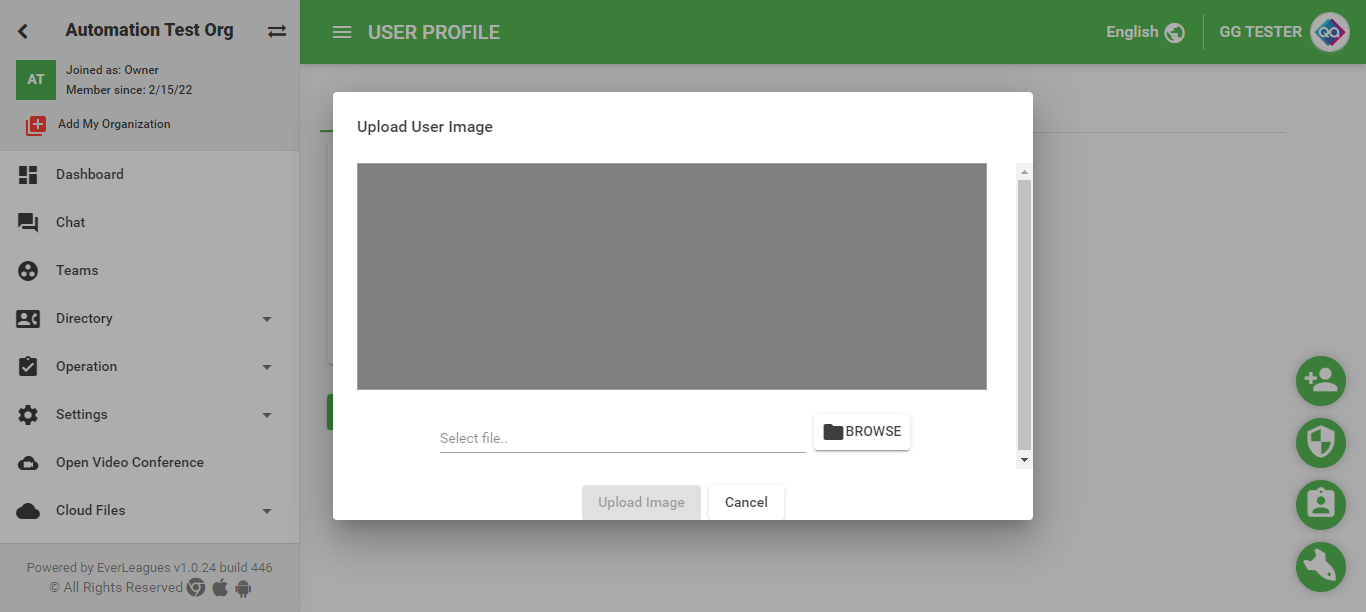 Automation Test Org
AT
Joined as: Owner
Member since: 2/15/22
Add My Organization
Dashboard
Chat
Teams
Directory
Operation
Settings
Open Video Conference
Cloud Files
Powered by EverLeagues v1.0.24 build 446
© All Rights Reserved
USER PROFILE
English
GG TESTER
QA
Upload User Image
Select file..
BROWSE
Upload Image
Cancel